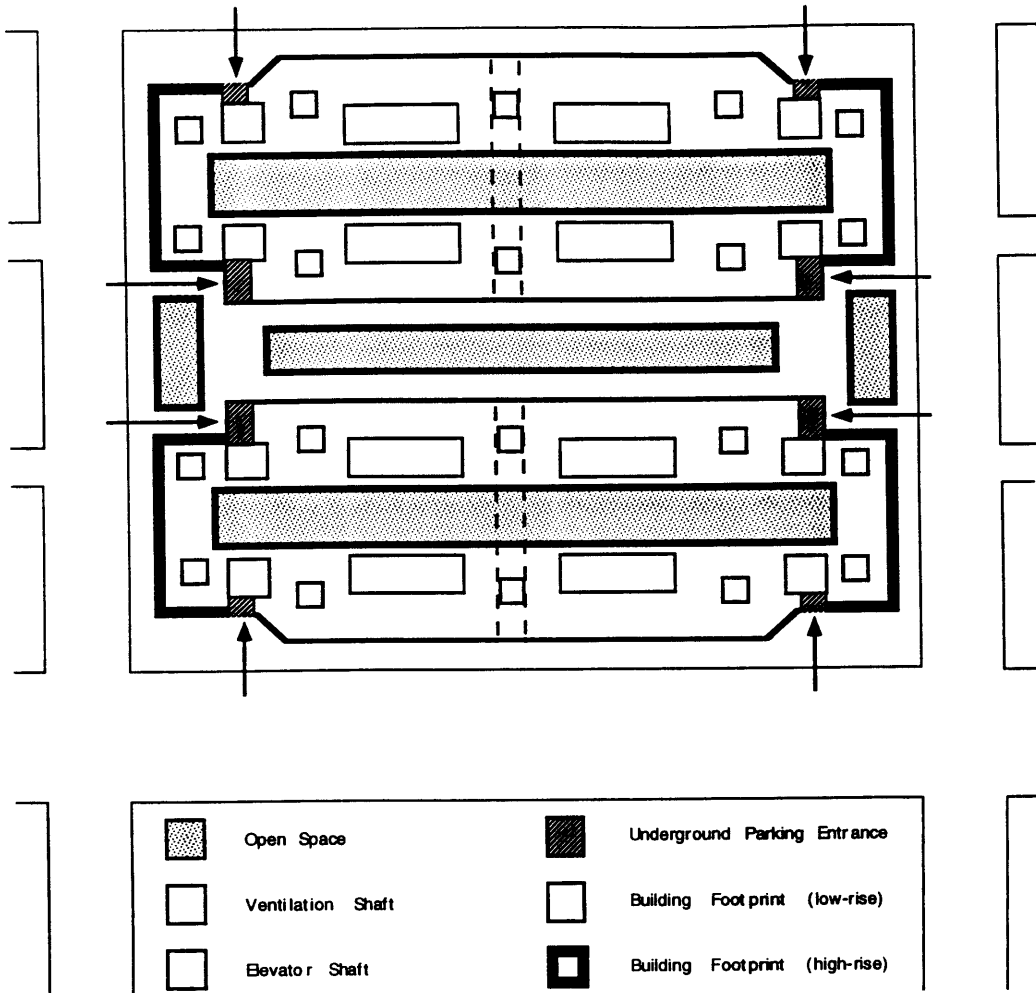 Open Space
Underground Parking Entrance
Ventilation Shaft
Building Footprint (low-rise)
Elevator Shaft
Building Footprint (high-rise)